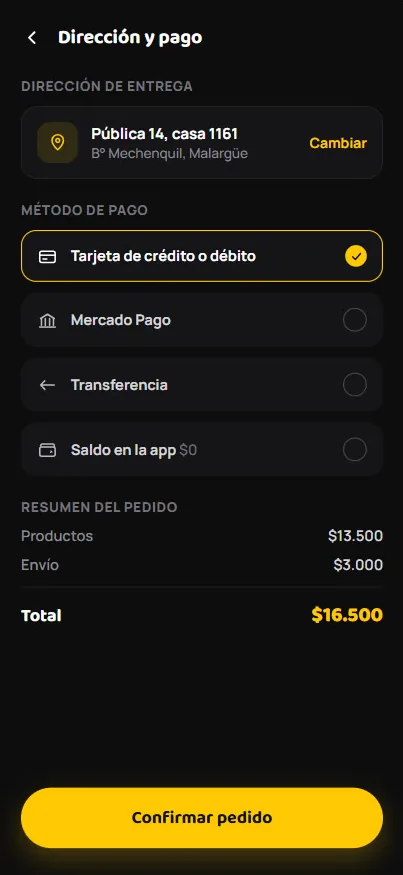 Dirección y pago
DIRECCIÓN DE ENTREGA
Pública 14, casa 1161
B° Mechenquil, Malargüe
Cambiar
MÉTODO DE PAGO
Tarjeta de crédito o débito
Mercado Pago
Transferencia
Saldo en la app $0
RESUMEN DEL PEDIDO
Productos $13.500
Envío $3.000
Total $16.500
Confirmar pedido